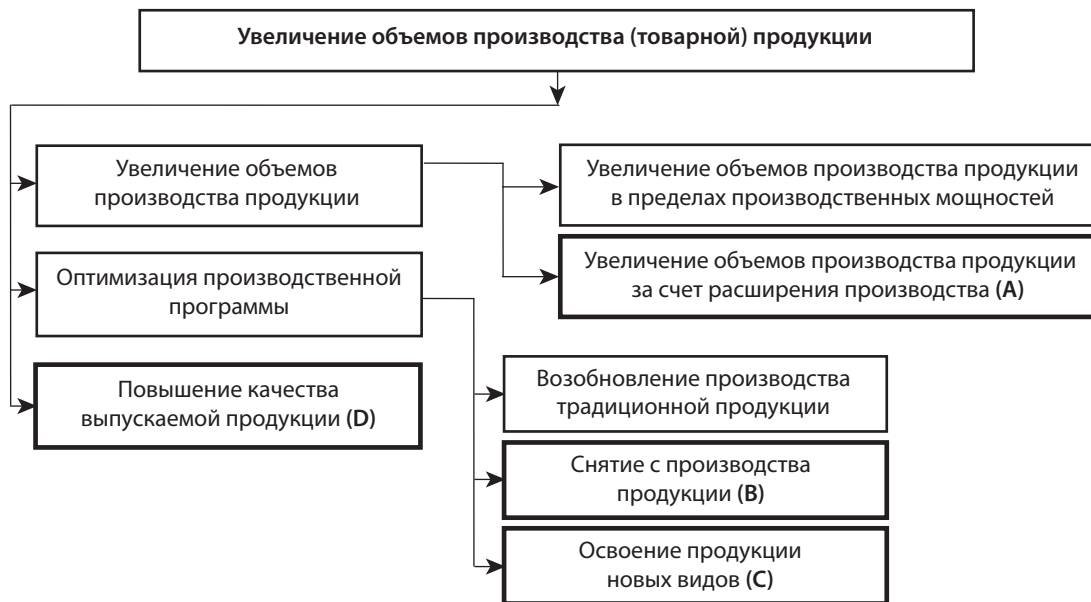 Увеличение объемов производства (товарной) продукции
Увеличение объемов
производства продукции
Увеличение объемов производства продукции
в пределах производственных мощностей
Увеличение объемов производства продукции
за счет расширения производства (A)
Оптимизация производственной
программы
Возобновление производства
традиционной продукции
Снятие с производства
продукции (B)
Освоение продукции
новых видов (C)
Повышение качества
выпускаемой продукции (D)